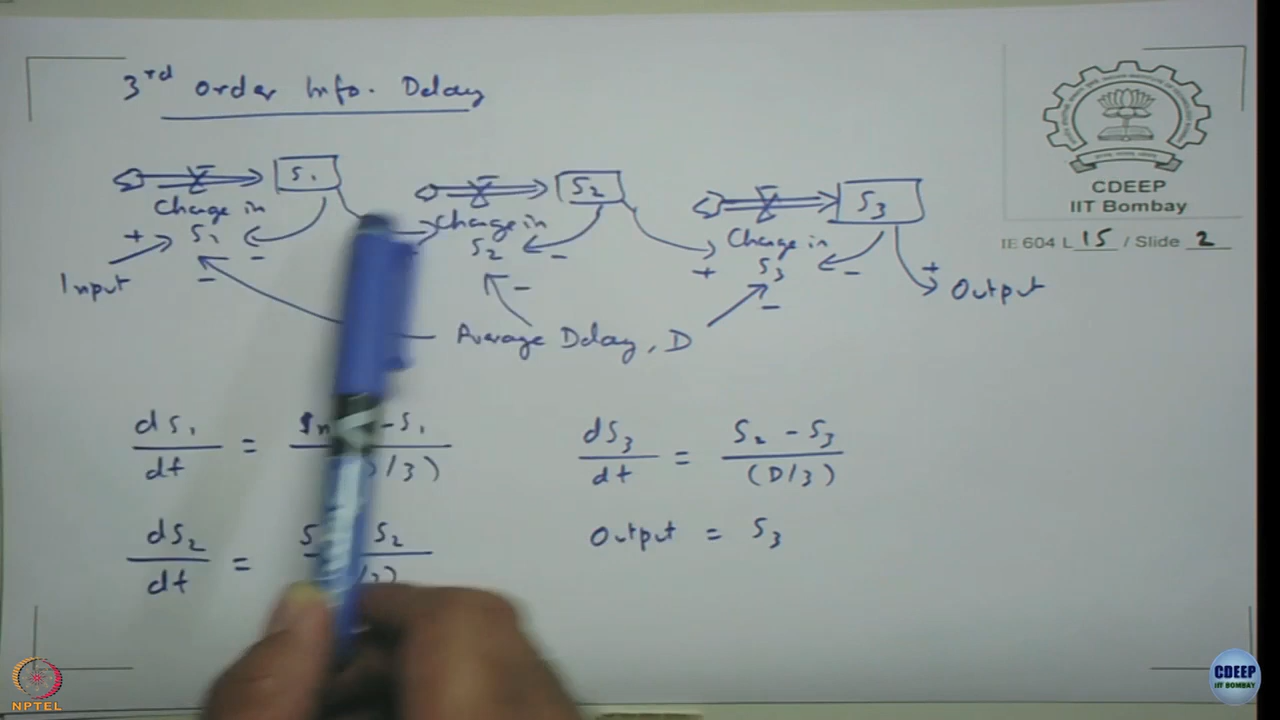 3rd Order Info. Delay
S1 S2 S3
Change in S1
Change in S2
Change in S3
+ - - + - - + - - +
Input
Output
Average Delay, D
dS1/dt = -S1 / /3)
dS3/dt = S2 - S3 / (D/3)
dS2/dt = S S2
Output = S3
CDEEP
IIT Bombay
IE 604 L 15 / Slide 2
NPTEL
CDEEP
IIT BOMBAY